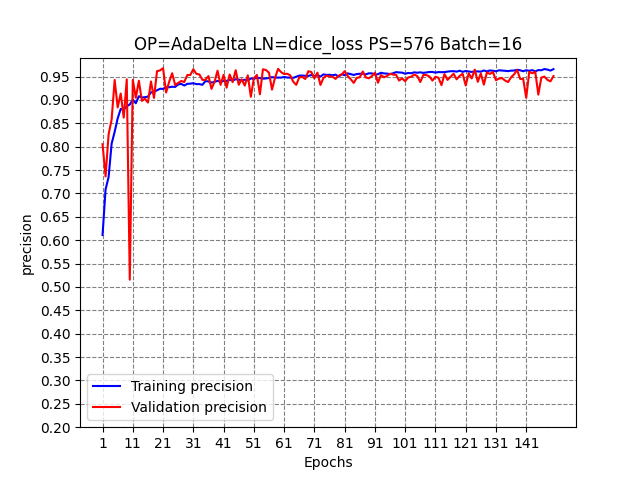 OP=AdaDelta LN=dice_loss PS=576 Batch=16
precision
0.95
0.90
0.85
0.80
0.75
0.70
0.65
0.60
0.55
0.50
0.45
0.40
0.35
0.30
0.25
0.20
Training precision
Validation precision
1 11 21 31 41 51 61 71 81 91 101 111 121 131 141
Epochs